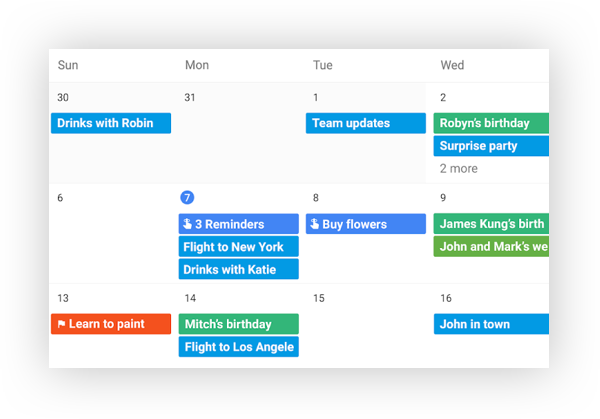 Sun Mon Tue Wed
30 31 1 2
Drinks with Robin Team updates Robyn's birthday
Surprise party
2 more
6 7 8 9
3 Reminders Buy flowers James Kung's birth
Flight to New York John and Mark's we
Drinks with Katie
13 14 15 16
Learn to paint Mitch's birthday John in town
Flight to Los Angele